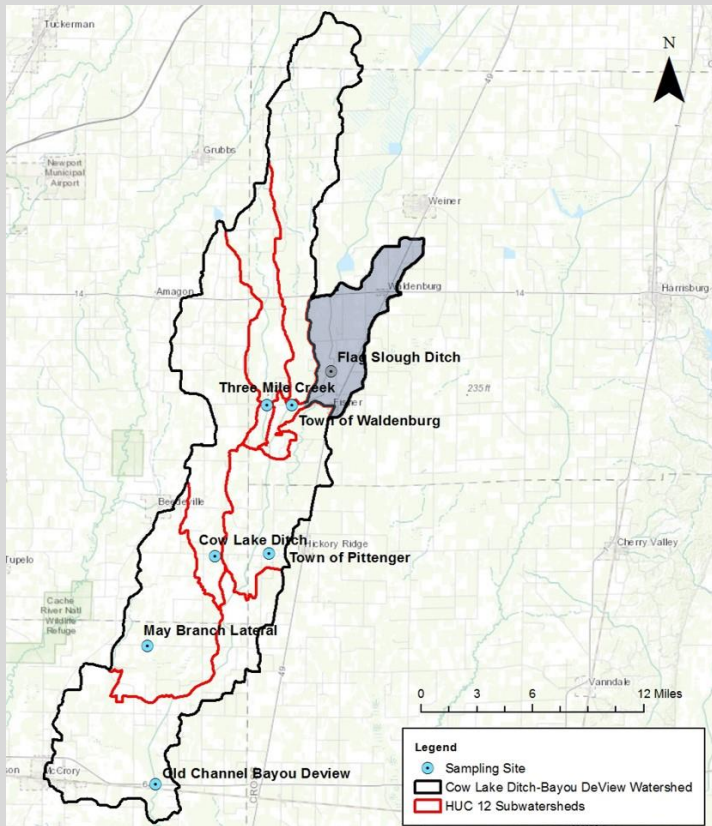 Tuckerman
N
49
Grubbs
Newport
Municipal
Airport
Weiner
14
Amagon
Waldenburg
14
Harrisburg
Flag Slough Ditch
Three Mile Creek
235ft
Fisher
Town of Waldenburg
Beedeville
Cow Lake Ditch
Hickory Ridge
Town of Pittenger
Cherry Valley
Tupelo
Cache
River Natl
Wildlife
Refuge
May Branch Lateral
49
Vanndale
0 3 6 12 Miles
Legend
Sampling Site
Cow Lake Ditch-Bayou DeView Watershed
HUC 12 Subwatersheds
Old Channel Bayou Deview
McCrory